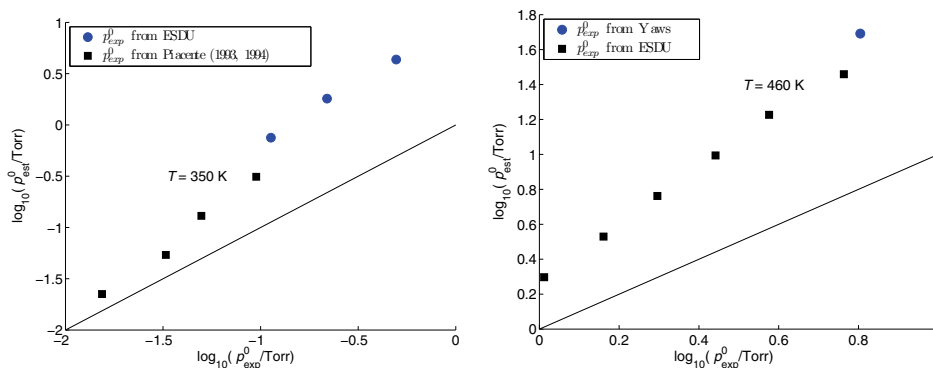 p⁰exp from ESDU
p⁰exp from Piacente (1993, 1994)
T = 350 K
1
0.5
0
−0.5
−1
−1.5
−2
log10( p⁰est/Torr)
−2
−1.5
−1
−0.5
0
log10( p⁰exp/Torr)
p⁰exp from Yaws
p⁰exp from ESDU
T = 460 K
1.8
1.6
1.4
1.2
1
0.8
0.6
0.4
0.2
0
log10( p⁰est/Torr)
0
0.2
0.4
0.6
0.8
log10( p⁰exp/Torr)